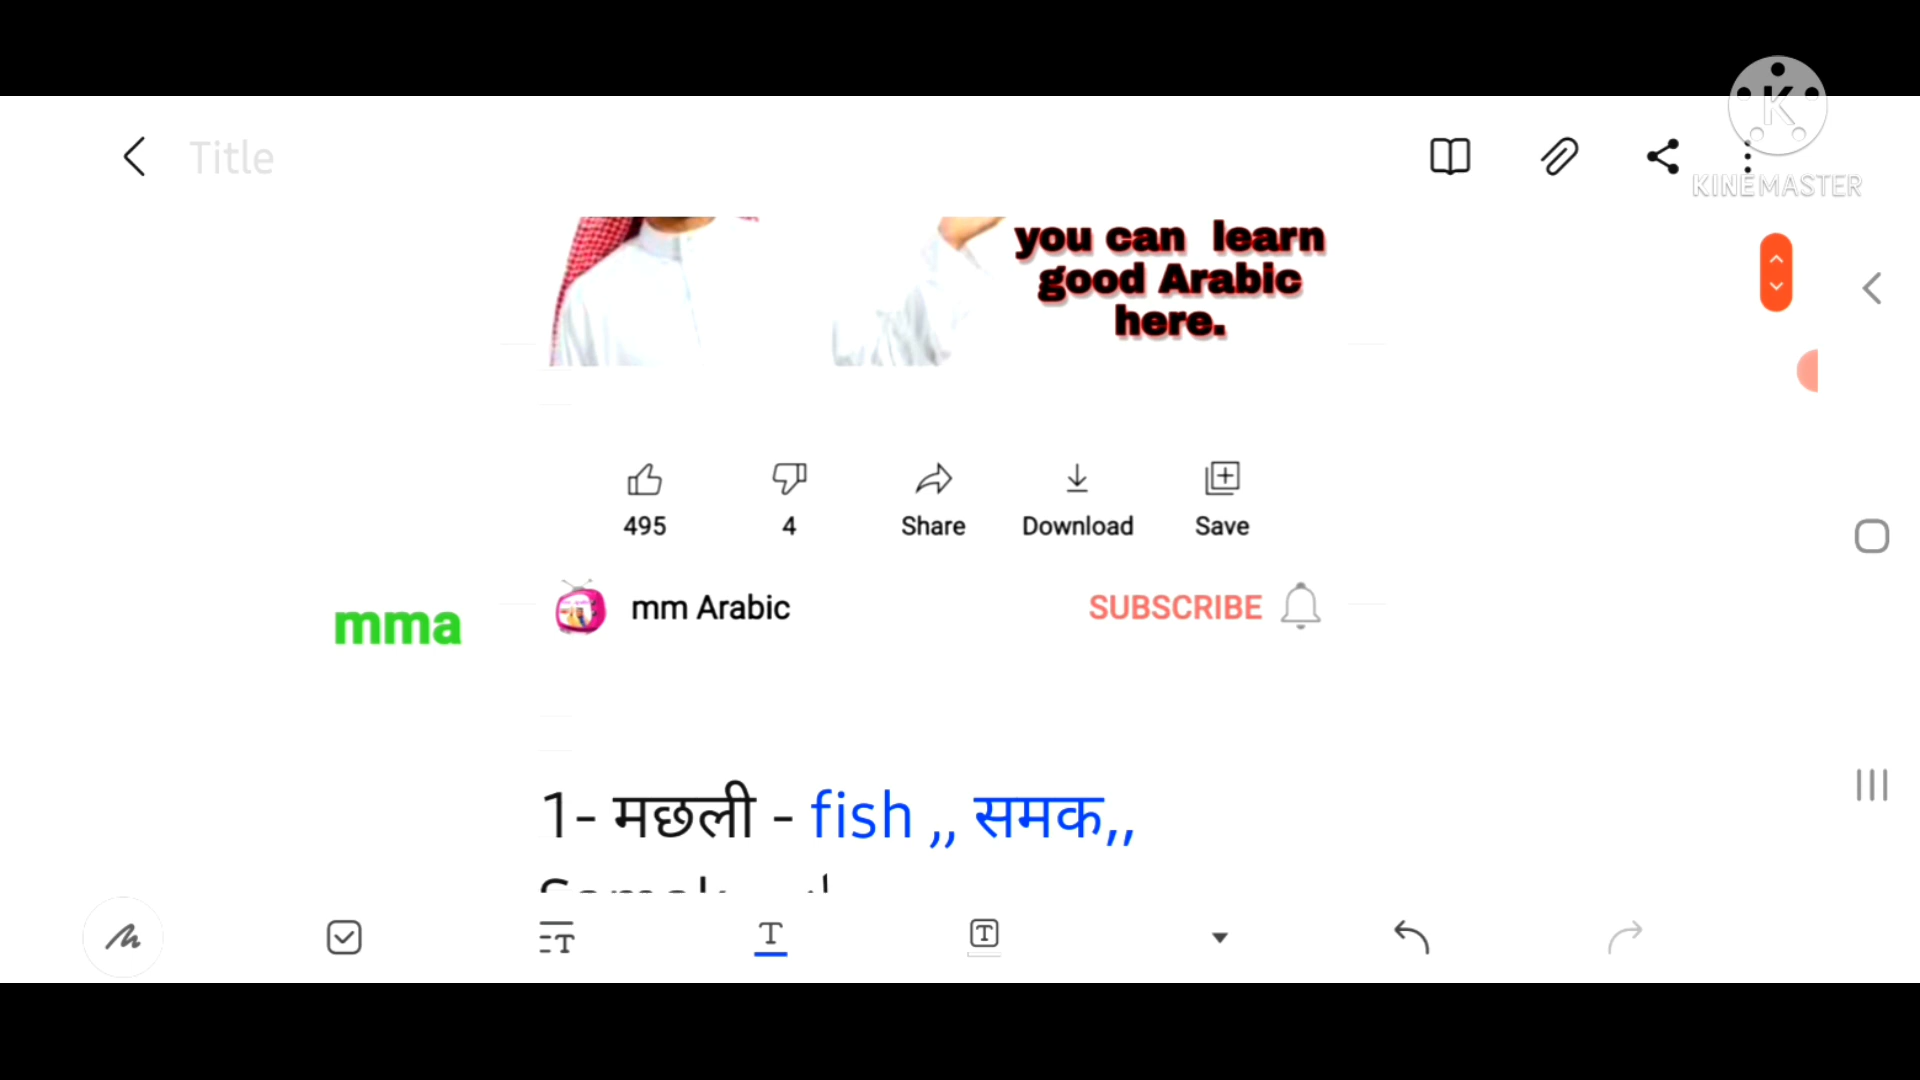 Title
KINEMASTER
you can learn
good Arabic
here.
495
4
Share
Download
Save
mma
mm Arabic
SUBSCRIBE
1- मछली - fish ,, समक,,